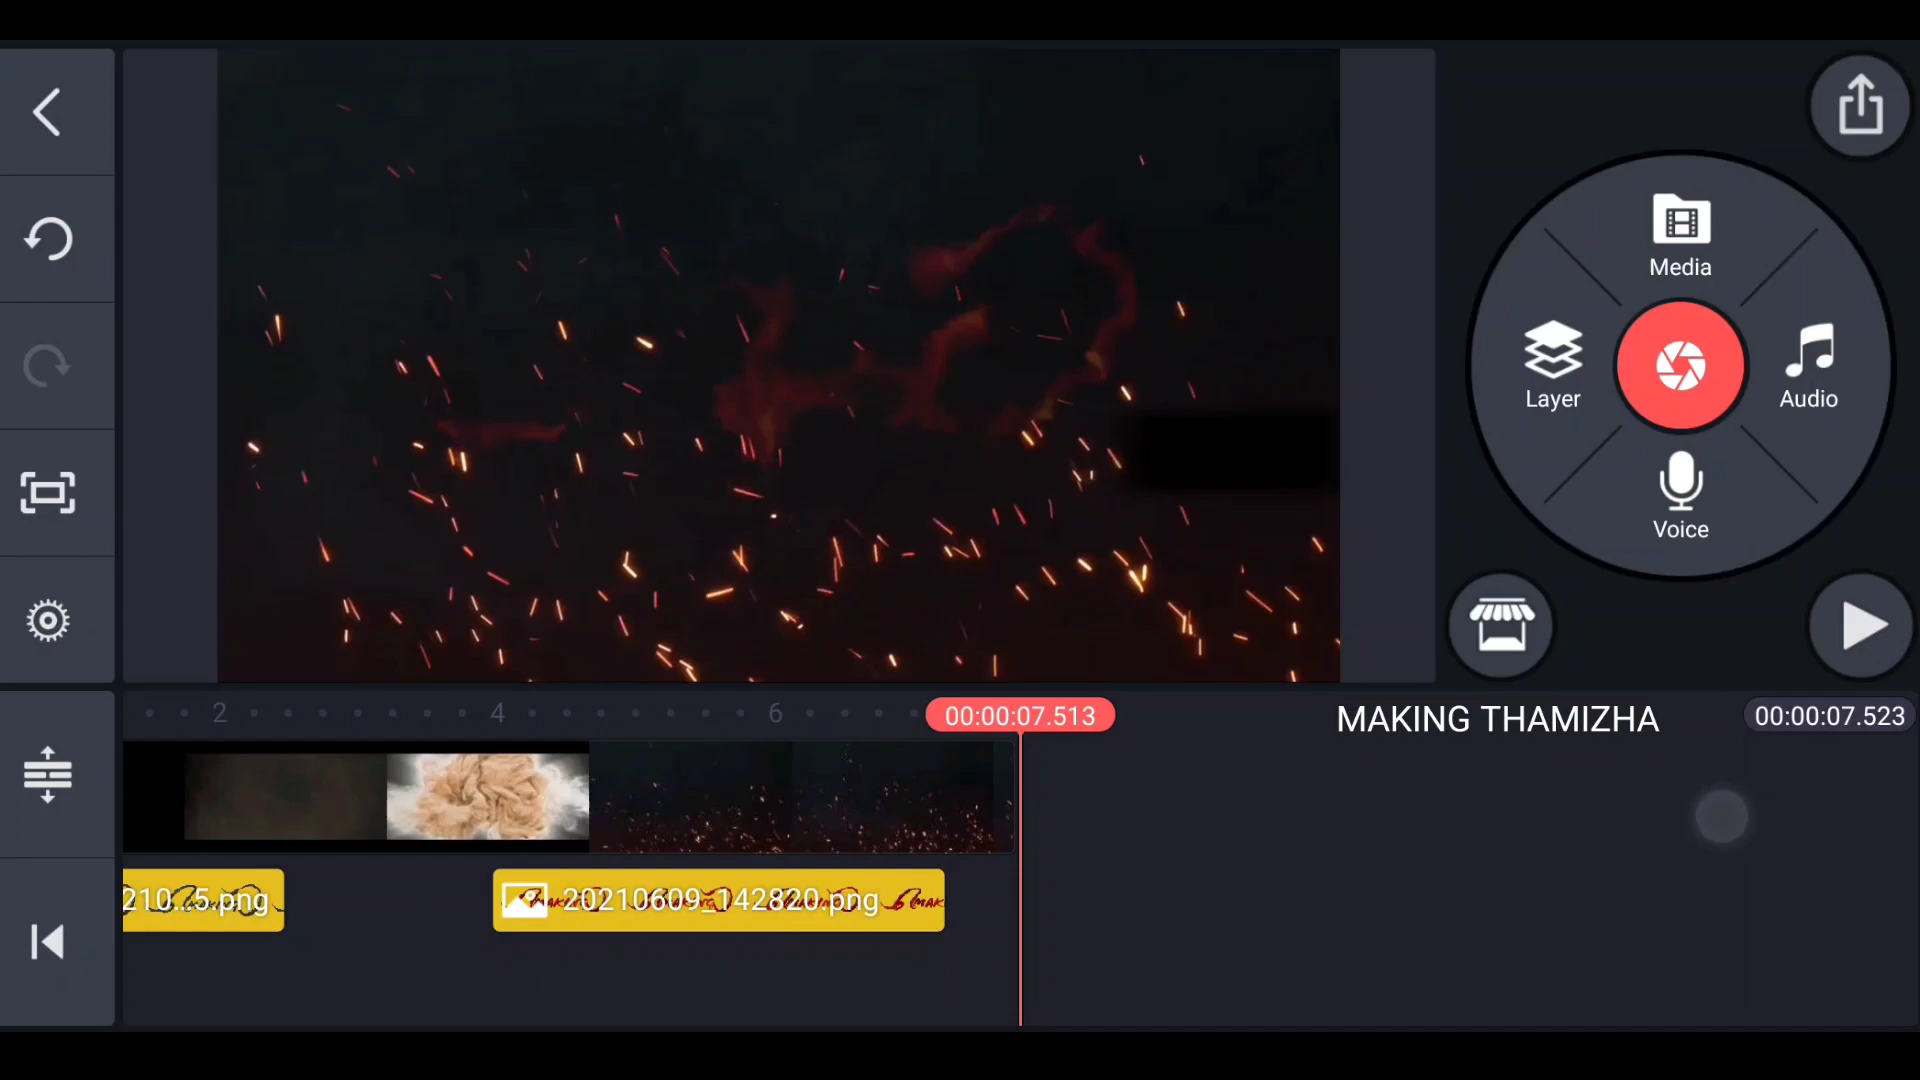 Media
Layer
Audio
Voice
2
4
6
00:00:07.513
MAKING THAMIZHA
00:00:07.523
210...5.png
20210609_142820.png